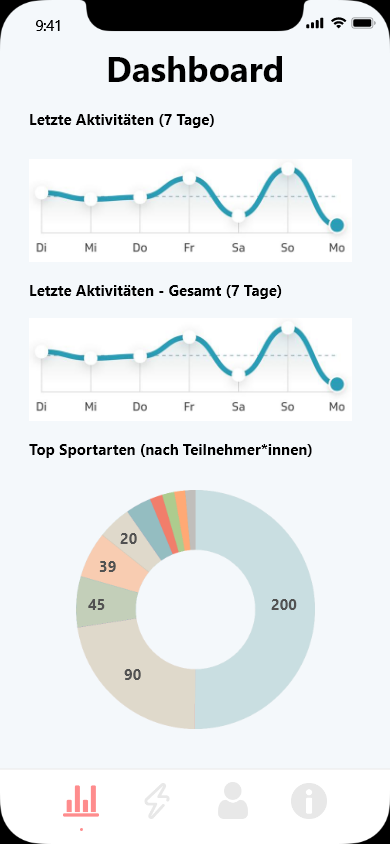 9:41
Dashboard
Letzte Aktivitäten (7 Tage)
Di Mi Do Fr Sa So Mo
Letzte Aktivitäten - Gesamt (7 Tage)
Di Mi Do Fr Sa So Mo
Top Sportarten (nach Teilnehmer*innen)
20
39
45
200
90